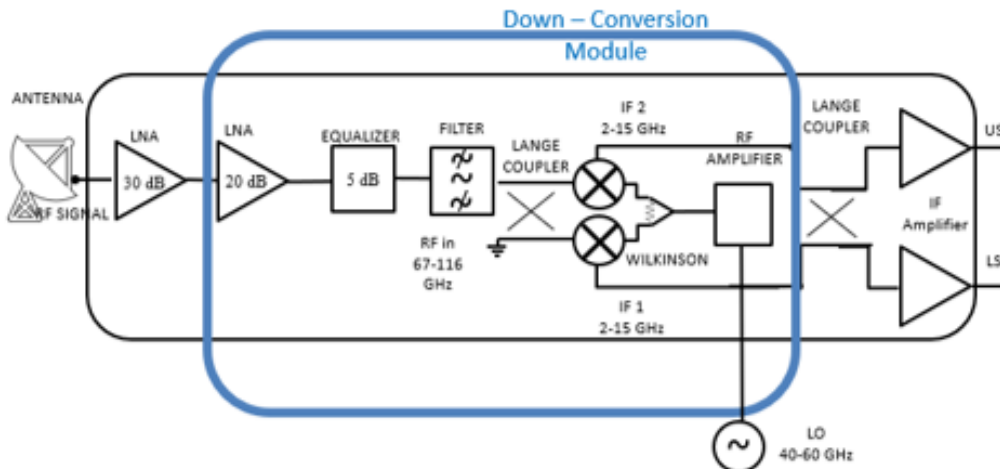 Down – Conversion
Module
ANTENNA
LNA
30 dB
RF SIGNAL
LNA
20 dB
EQUALIZER
5 dB
FILTER
RF in
67-116
GHz
LANGE
COUPLER
IF 2
2-15 GHz
RF
AMPLIFIER
WILKINSON
IF 1
2-15 GHz
LANGE
COUPLER
IF
Amplifier
US
LS
LO
40-60 GHz